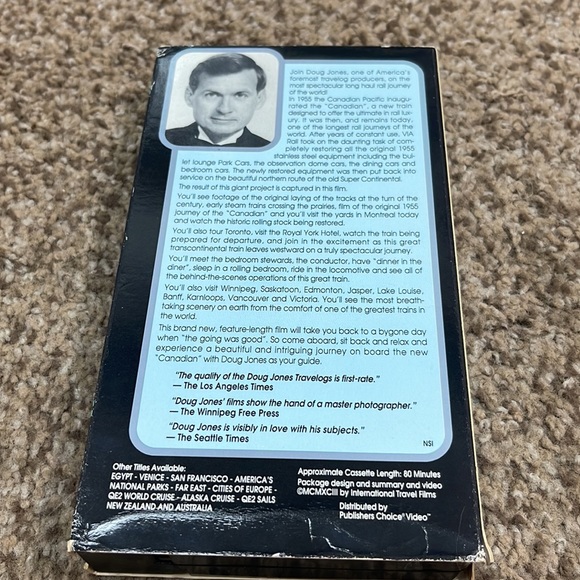 Join Doug Jones, one of America's
foremost travelog producers, on the
most spectacular long haul rail journey
of the world!
In 1955 the Canadian Pacific inaugu-
rated the "Canadian", a new train
designed to offer the ultimate in rail lux-
ury. It was then, and remains today,
one of the longest rail journeys of the
world. After years of constant use, VIA
Rail took on the daunting task of com-
pletely restoring all the original 1955
stainless steel equipment including the bul-
let lounge Park Cars, the observation dome cars, the dining cars and
bedroom cars. The newly restored equipment was then put back into
service on the beautiful northern route of the old Super Continental.
The result of this giant project is captured in this film.
You'll see footage of the original laying of the tracks at the turn of the
century, early steam trains crossing the prairies, film of the original 1955
journey of the "Canadian" and you'll visit the yards in Montreal today
and watch the historic rolling stock being restored.
You'll also tour Toronto, visit the Royal York Hotel, watch the train being
prepared for departure, and join in the excitement as this great
transcontinental train leaves westward on a truly spectacular journey.
You'll meet the bedroom stewards, the conductor, have "dinner in the
diner", sleep in a rolling bedroom, ride in the locomotive and see all of
the behind-the-scenes operations of this great train.
You'll also visit Winnipeg, Saskatoon, Edmonton, Jasper, Lake Louise,
Banff, Kamloops, Vancouver and Victoria. You'll see the most breath-
taking scenery on earth from the comfort of one of the greatest trains in
the world.
This brand new, feature-length film will take you back to a bygone day
when "the going was good". So come aboard, sit back and relax and
experience a beautiful and intriguing journey on board the new
"Canadian" with Doug Jones as your guide.
"The quality of the Doug Jones Travelogs is first-rate."
— The Los Angeles Times
"Doug Jones' films show the hand of a master photographer."
— The Winnipeg Free Press
"Doug Jones is visibly in love with his subjects."
— The Seattle Times
NSI
Other Titles Available:
EGYPT - VENICE - SAN FRANCISCO - AMERICA'S
NATIONAL PARKS - FAR EAST - CITIES OF EUROPE -
QE2 WORLD CRUISE - ALASKA CRUISE - QE2 SAILS
NEW ZEALAND AND AUSTRALIA
Approximate Cassette Length: 80 Minutes
Package design and summary and video
©MCMXCIII by International Travel Films
Distributed by
Publishers Choice® Video™